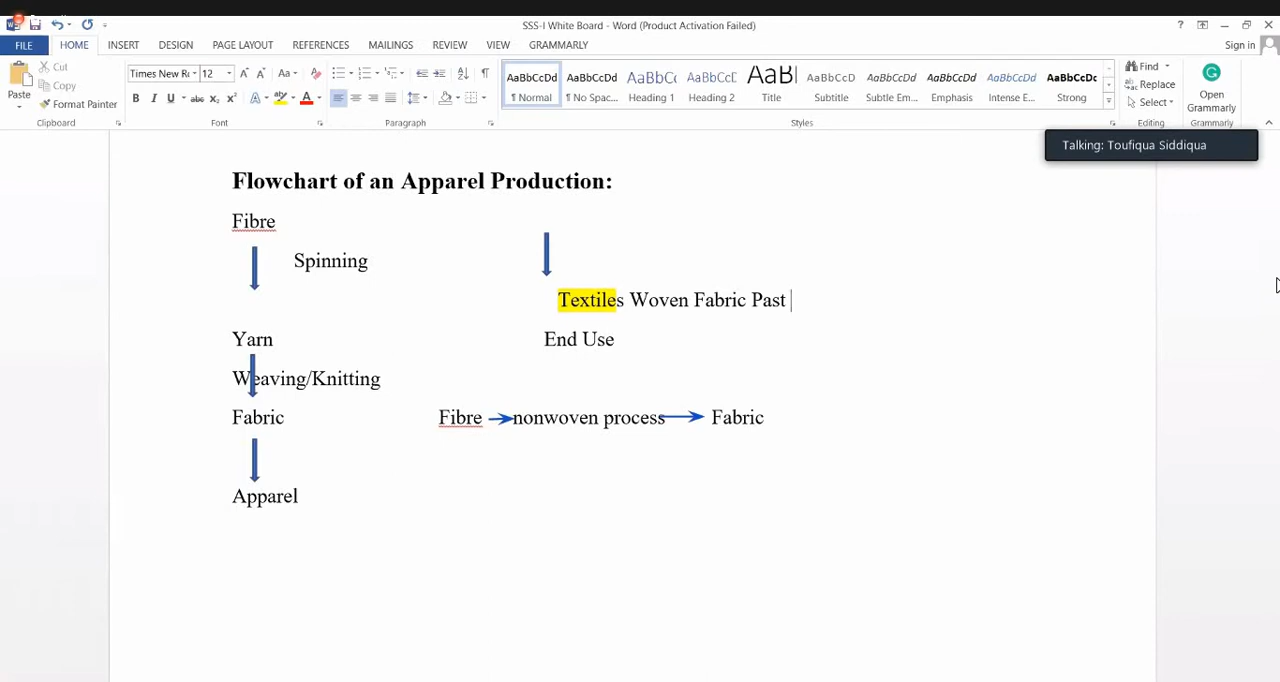 SSS-I White Board - Word (Product Activation Failed)
FILE HOME INSERT DESIGN PAGE LAYOUT REFERENCES MAILINGS REVIEW VIEW GRAMMARLY Sign in
Paste
Cut
Copy
Format Painter
Clipboard
Times New Ro 12
Font
Paragraph
AaBbCcDd AaBbCcDd AaBbCc AaBbCcD AaBl AaBbCcDd AaBbCcDd AaBbCcDd AaBbCcDd AaBbCcDc
¶ Normal ¶ No Spac... Heading 1 Heading 2 Title Subtitle Subtle Em... Emphasis Intense E... Strong
Styles
Find
Replace
Select
Editing
Open
Grammarly
Grammarly
Talking: Toufiqua Siddiqua
Flowchart of an Apparel Production:
Fibre
Spinning
Textiles Woven Fabric Past
Yarn End Use
Weaving/Knitting
Fabric Fibre nonwoven process Fabric
Apparel